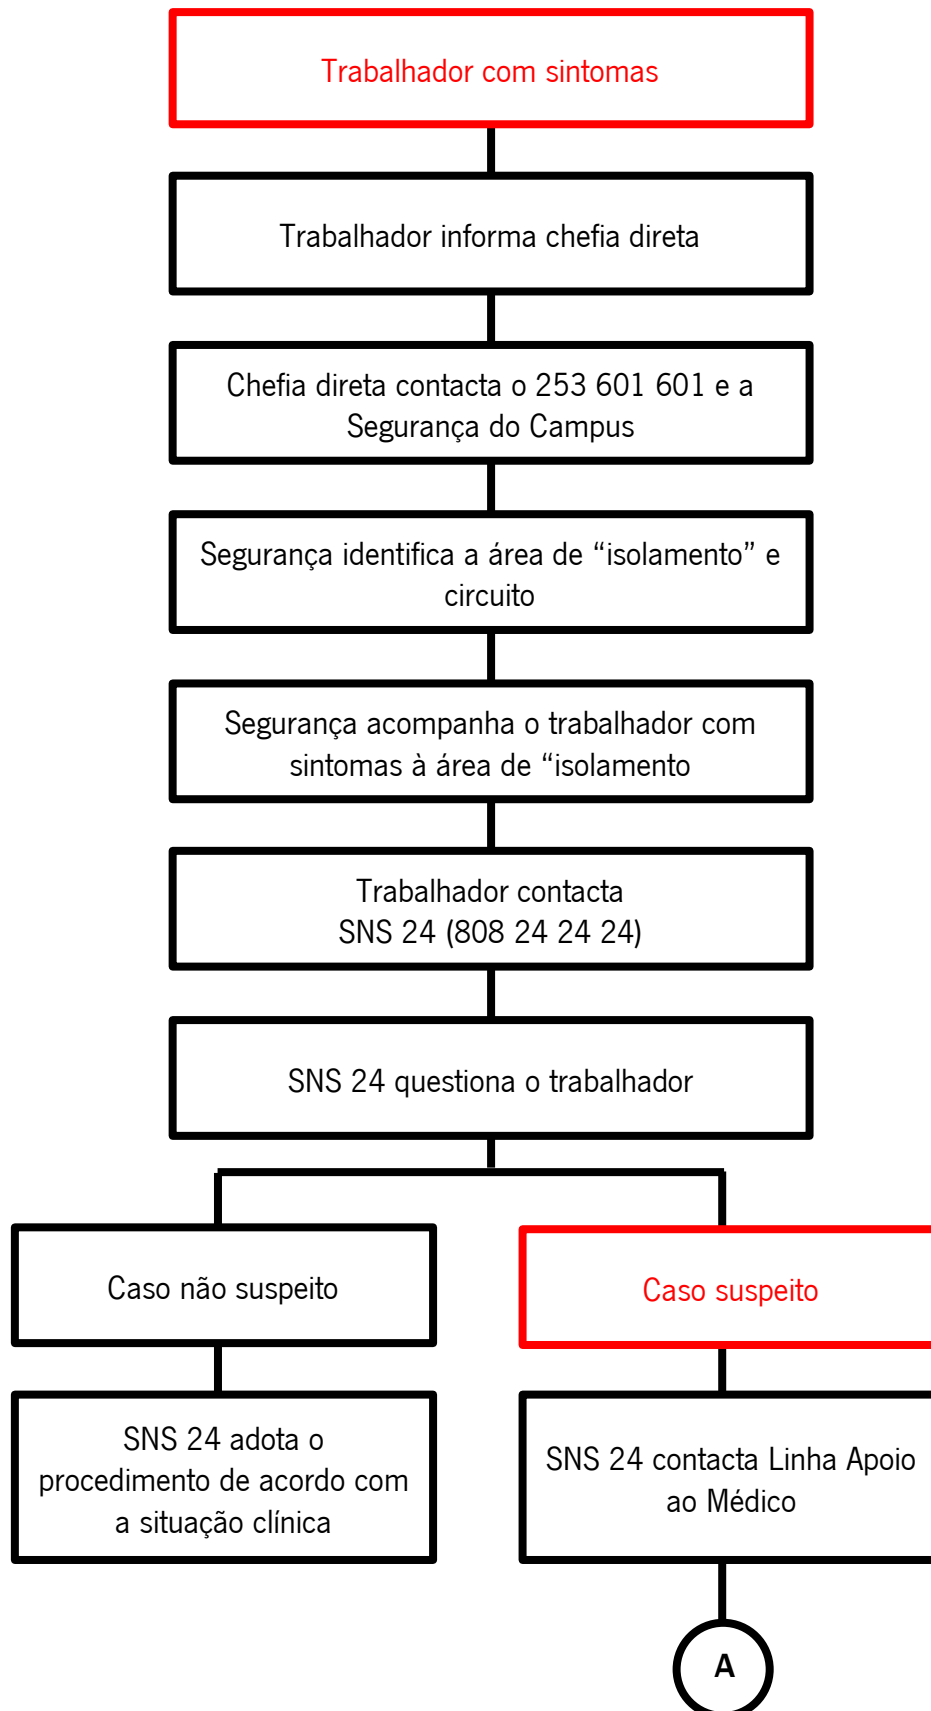 Trabalhador com sintomas
Trabalhador informa chefia direta
Chefia direta contacta o 253 601 601 e a
Segurança do Campus
Segurança identifica a área de “isolamento” e
circuito
Segurança acompanha o trabalhador com
sintomas à área de “isolamento
Trabalhador contacta
SNS 24 (808 24 24 24)
SNS 24 questiona o trabalhador
Caso não suspeito
SNS 24 adota o
procedimento de acordo com
a situação clínica
Caso suspeito
SNS 24 contacta Linha Apoio
ao Médico
A